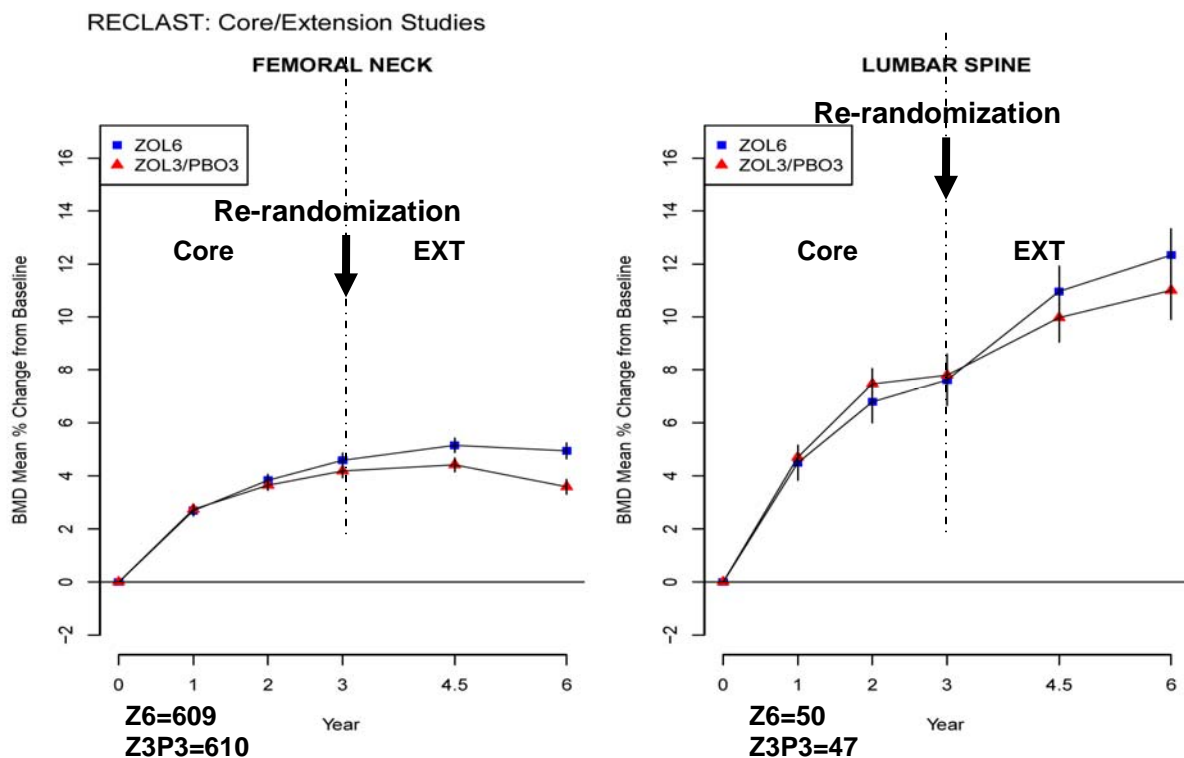 RECLAST: Core/Extension Studies
FEMORAL NECK
ZOL6
ZOL3/PBO3
Re-randomization
Core
EXT
BMD Mean % Change from Baseline
16
14
12
10
8
6
4
2
0
-2
0 1 2 3 4.5 6
Year
Z6=609
Z3P3=610
LUMBAR SPINE
Re-randomization
ZOL6
ZOL3/PBO3
Core
EXT
BMD Mean % Change from Baseline
16
14
12
10
8
6
4
2
0
-2
0 1 2 3 4.5 6
Year
Z6=50
Z3P3=47